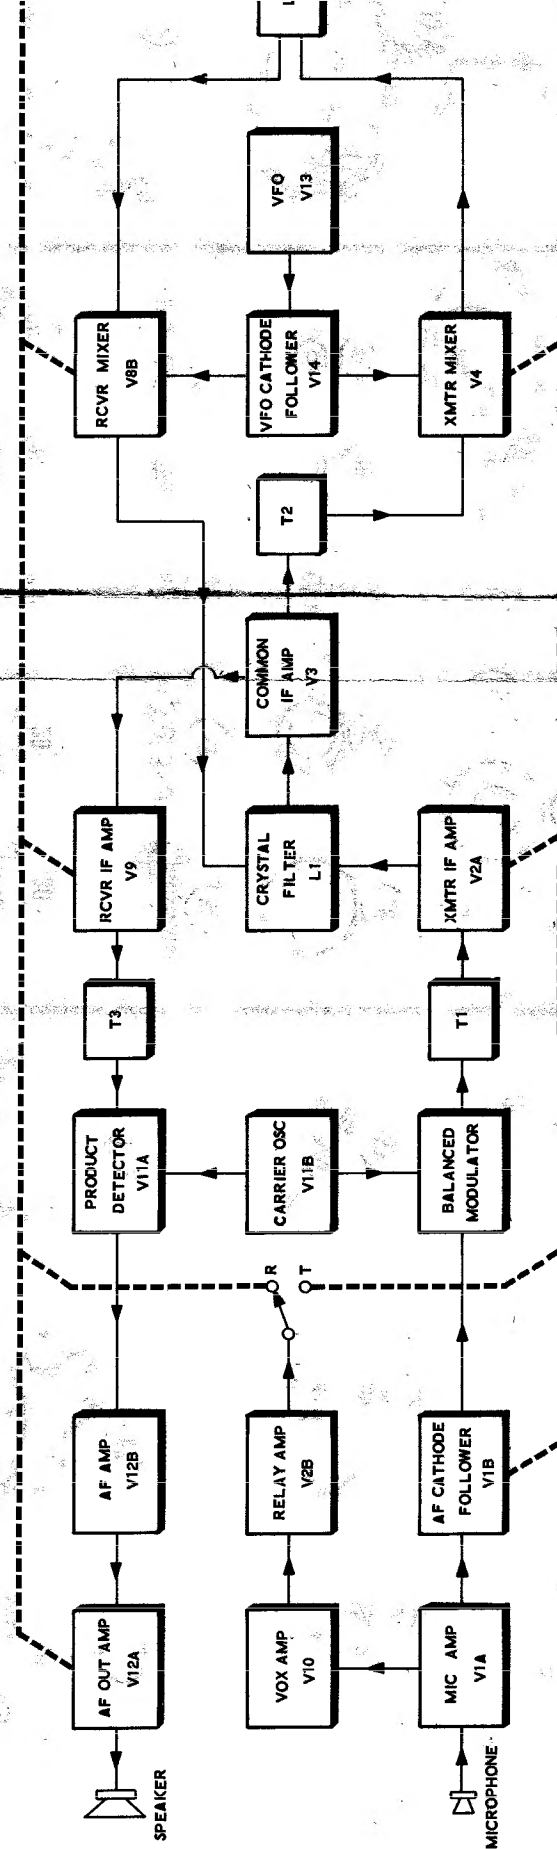 RCVR MIXER
V8B
VFO
V13
VFO CATHODE
FOLLOWER
V14
XMTR MIXER
V4
T2
COMMON
IF AMP
V3
RCVR IF AMP
V9
CRYSTAL
FILTER
L1
XMTR IF AMP
V2A
T3
T1
PRODUCT
DETECTOR
V11A
CARRIER OSC
V11B
BALANCED
MODULATOR
R
T
AF AMP
V12B
RELAY AMP
V2B
AF CATHODE
FOLLOWER
V1B
AF OUT AMP
V12A
VOX AMP
V10
MIC AMP
V1A
SPEAKER
MICROPHONE